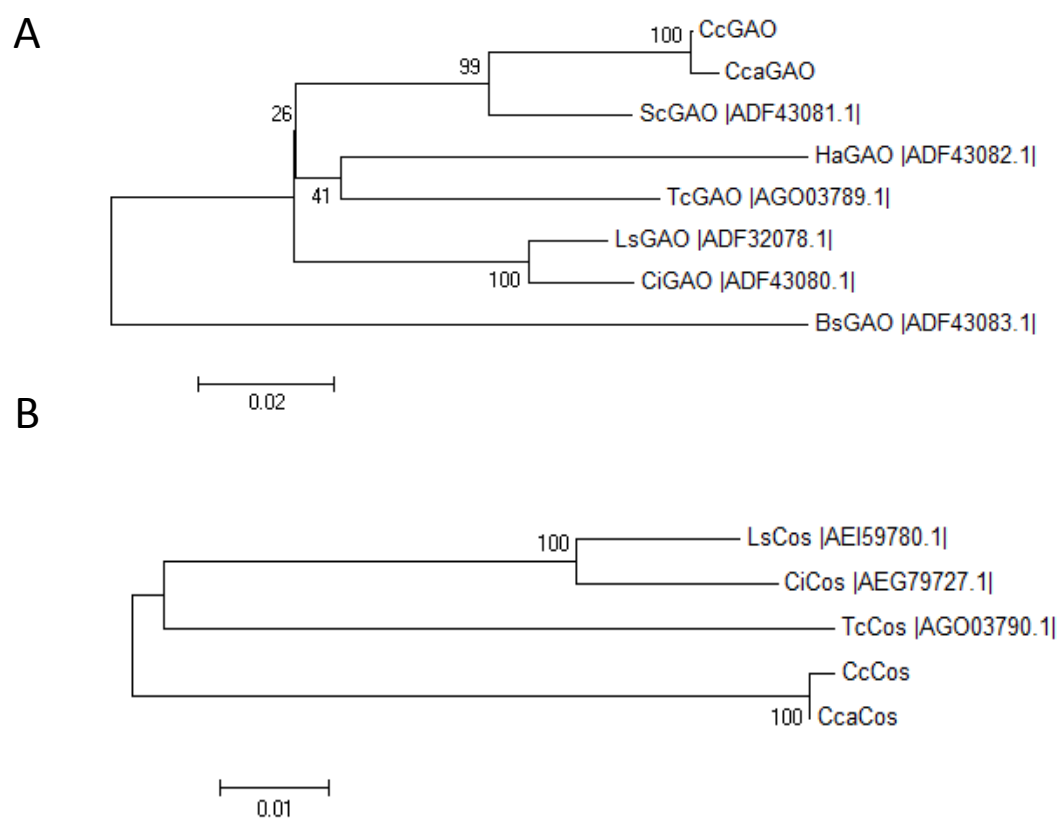 A
100 CcGAO
CcaGAO
99
ScGAO |ADF43081.1|
26
HaGAO |ADF43082.1|
41
TcGAO |AGO03789.1|
LsGAO |ADF32078.1|
100
CiGAO |ADF43080.1|
BsGAO |ADF43083.1|
0.02
B
100
LsCos |AEI59780.1|
CiCos |AEG79727.1|
TcCos |AGO03790.1|
CcCos
100 CcaCos
0.01